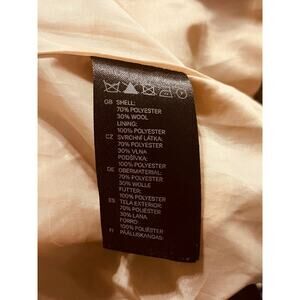 GB SHELL:
70% POLYESTER
30% WOOL
LINING:
100% POLYESTER
CZ SVRCHNÍ LÁTKA:
70% POLYESTER
30% VLNA
PODŠÍVKA:
100% POLYESTER
DE OBERMATERIAL:
70% POLYESTER
30% WOLLE
FUTTER:
100% POLYESTER
ES TELA EXTERIOR:
70% POLIÉSTER
30% LANA
FORRO:
100% POLIÉSTER
FI PÄÄLLISKANGAS: